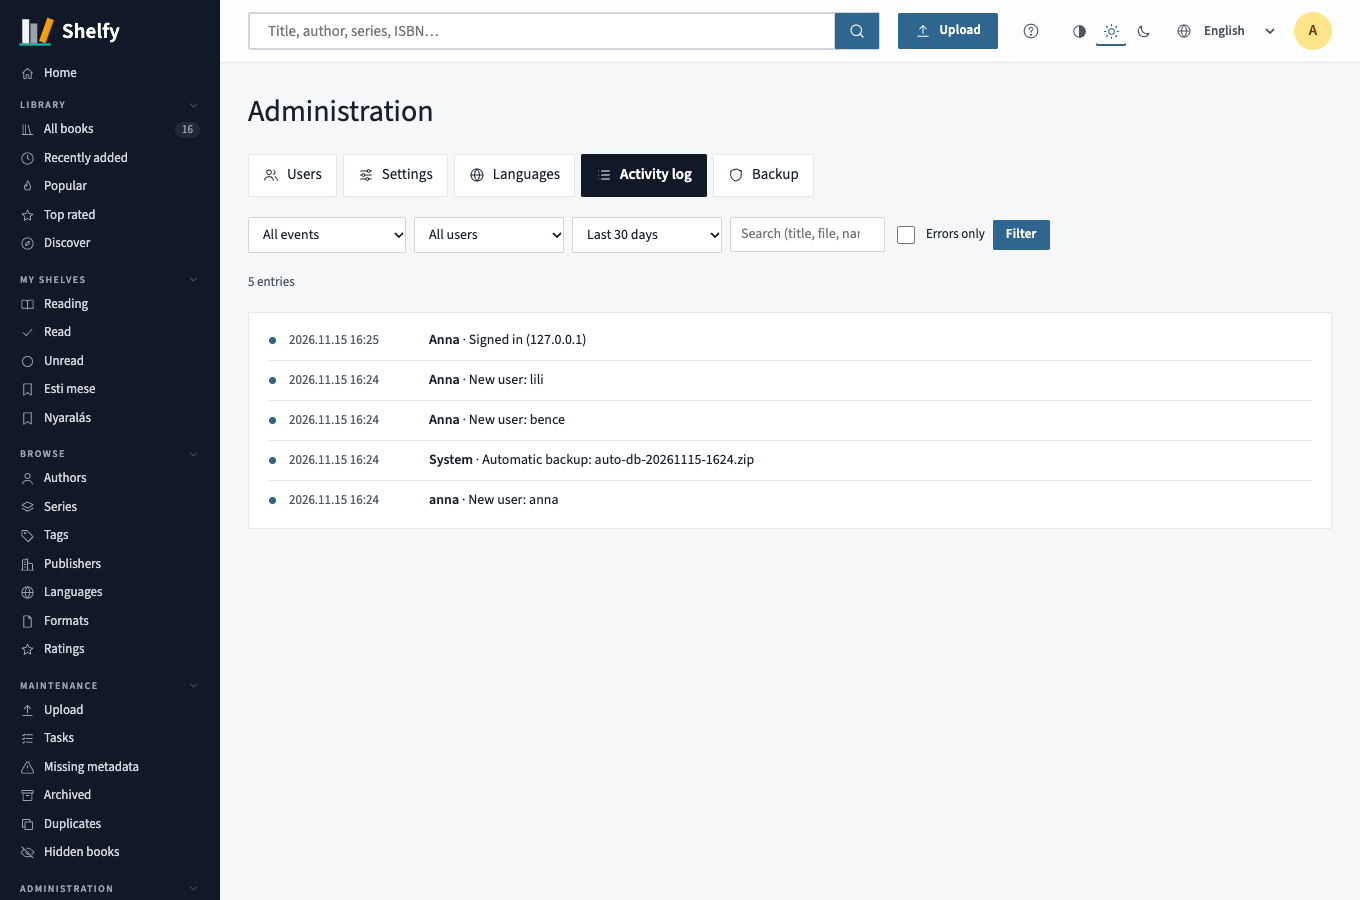 Shelfy
Home
LIBRARY
All books 16
Recently added
Popular
Top rated
Discover
MY SHELVES
Reading
Read
Unread
Esti mese
Nyaralás
BROWSE
Authors
Series
Tags
Publishers
Languages
Formats
Ratings
MAINTENANCE
Upload
Tasks
Missing metadata
Archived
Duplicates
Hidden books
ADMINISTRATION
Title, author, series, ISBN…
Upload
English
A
Administration
Users
Settings
Languages
Activity log
Backup
All events
All users
Last 30 days
Search (title, file, nar
Errors only
Filter
5 entries
2026.11.15 16:25 Anna · Signed in (127.0.0.1)
2026.11.15 16:24 Anna · New user: lili
2026.11.15 16:24 Anna · New user: bence
2026.11.15 16:24 System · Automatic backup: auto-db-20261115-1624.zip
2026.11.15 16:24 anna · New user: anna